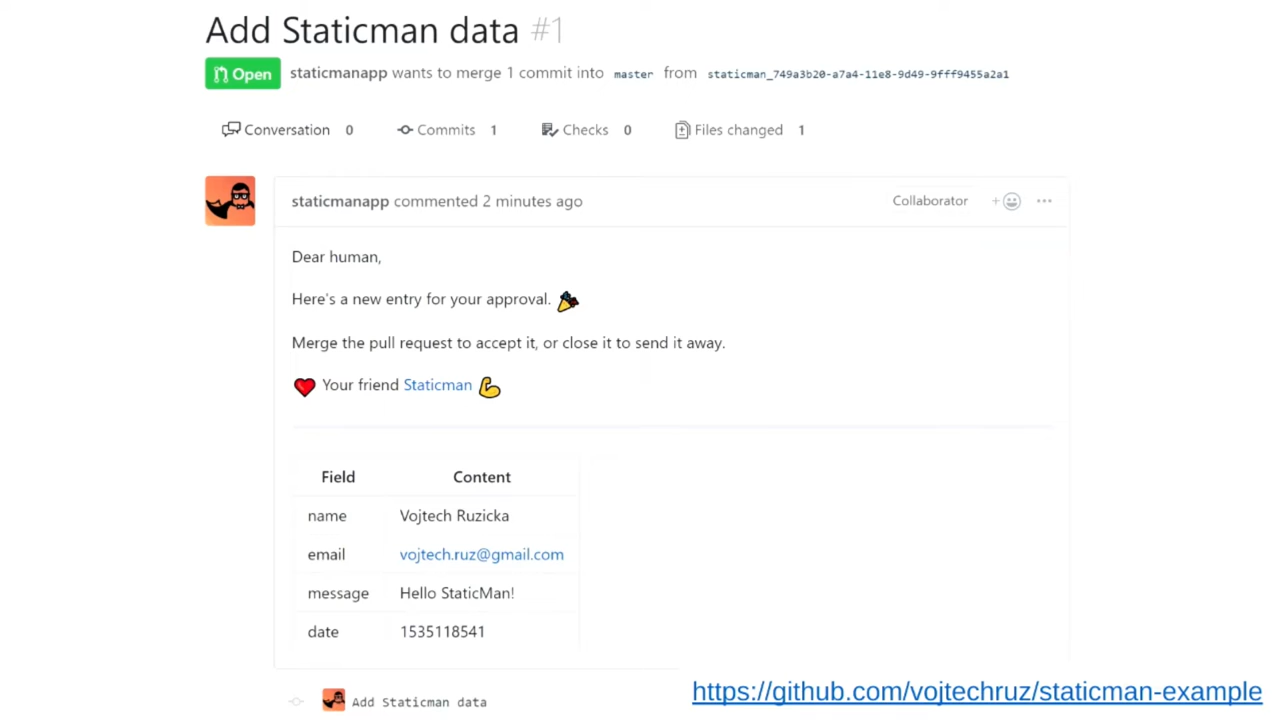 Add Staticman data #1
Open staticmanapp wants to merge 1 commit into master from staticman_749a3b20-a7a4-11e8-9d49-9fff9455a2a1
Conversation 0 Commits 1 Checks 0 Files changed 1
staticmanapp commented 2 minutes ago Collaborator + ...
Dear human,
Here's a new entry for your approval.
Merge the pull request to accept it, or close it to send it away.
Your friend Staticman
Field Content
name Vojtech Ruzicka
email vojtech.ruz@gmail.com
message Hello StaticMan!
date 1535118541
Add Staticman data
https://github.com/vojtechruz/staticman-example